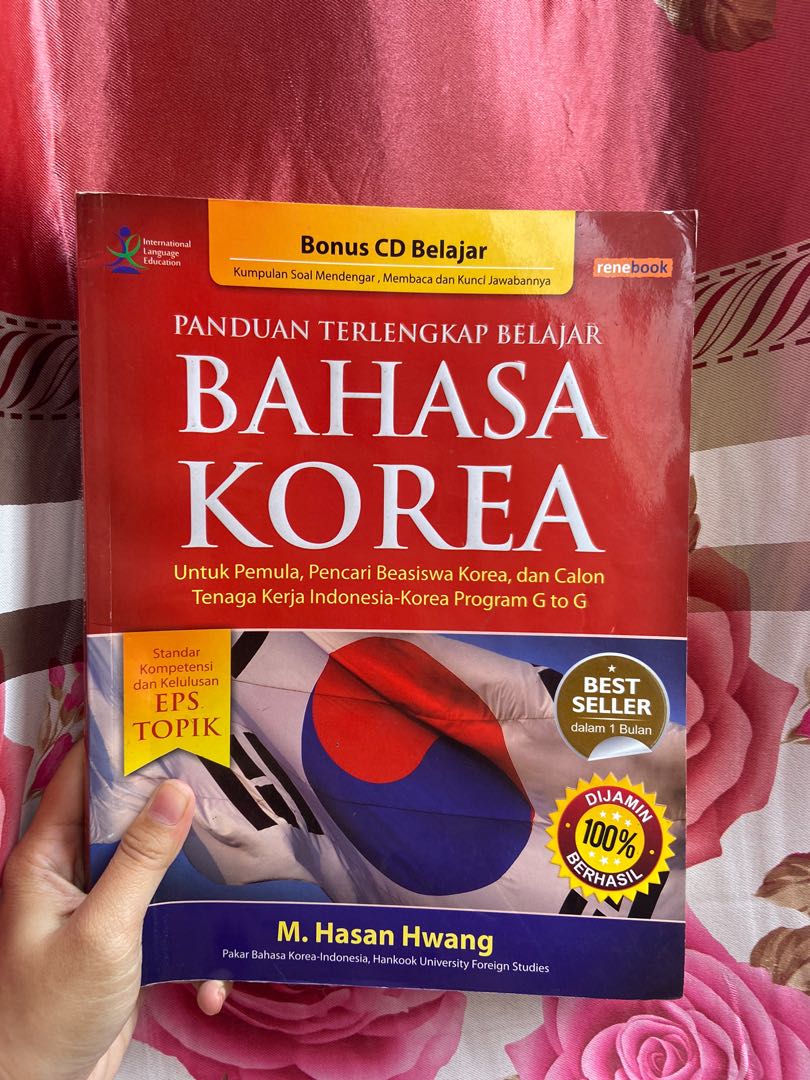 International
Language
Education
Bonus CD Belajar
Kumpulan Soal Mendengar , Membaca dan Kunci Jawabannya
renebook
PANDUAN TERLENGKAP BELAJAR
BAHASA
KOREA
Untuk Pemula, Pencari Beasiswa Korea, dan Calon
Tenaga Kerja Indonesia-Korea Program G to G
Standar
Kompetensi
dan Kelulusan
EPS
TOPIK
BEST
SELLER
dalam 1 Bulan
DIJAMIN
100%
BERHASIL
M. Hasan Hwang
Pakar Bahasa Korea-Indonesia, Hankook University Foreign Studies